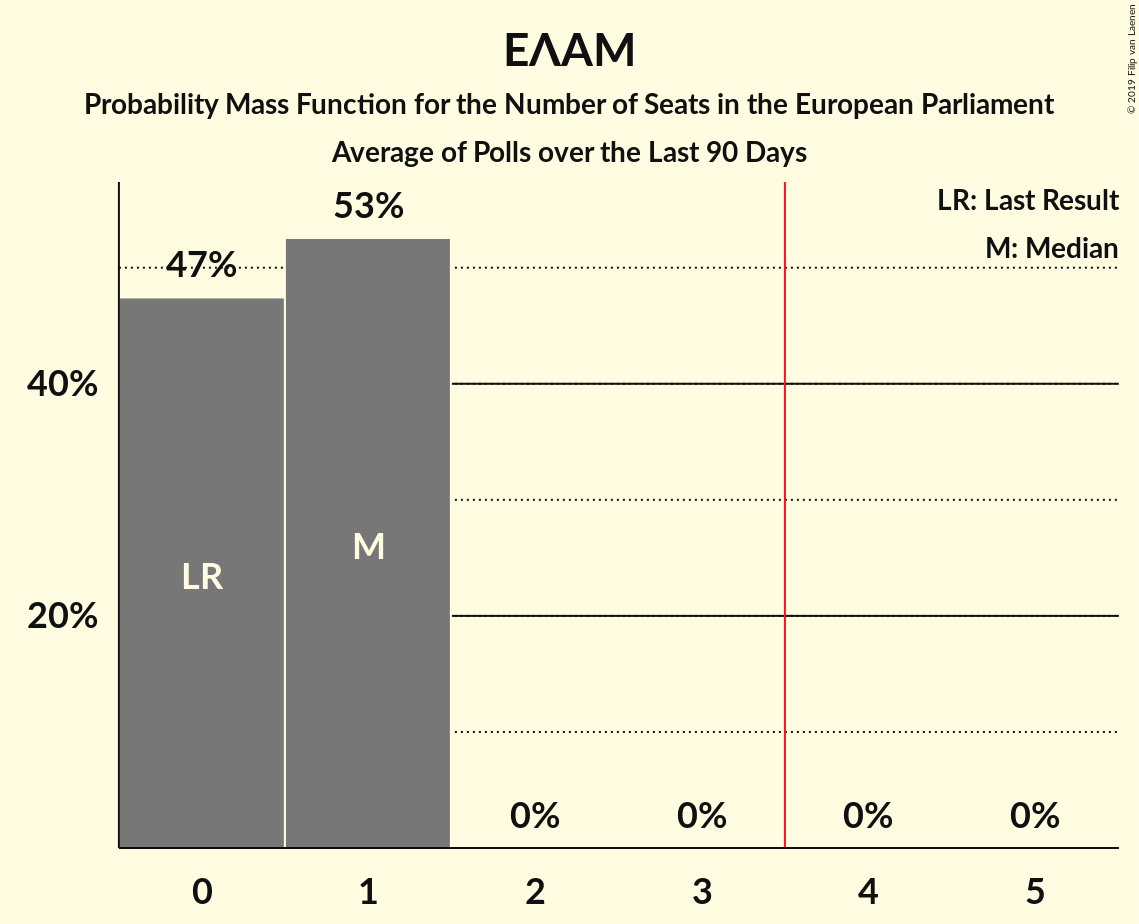 ΕΛΑΜ
Probability Mass Function for the Number of Seats in the European Parliament
Average of Polls over the Last 90 Days
© 2019 Filip van Laenen
LR: Last Result
M: Median
53%
47%
40%
20%
LR
M
0%
0%
0%
0%
0
1
2
3
4
5